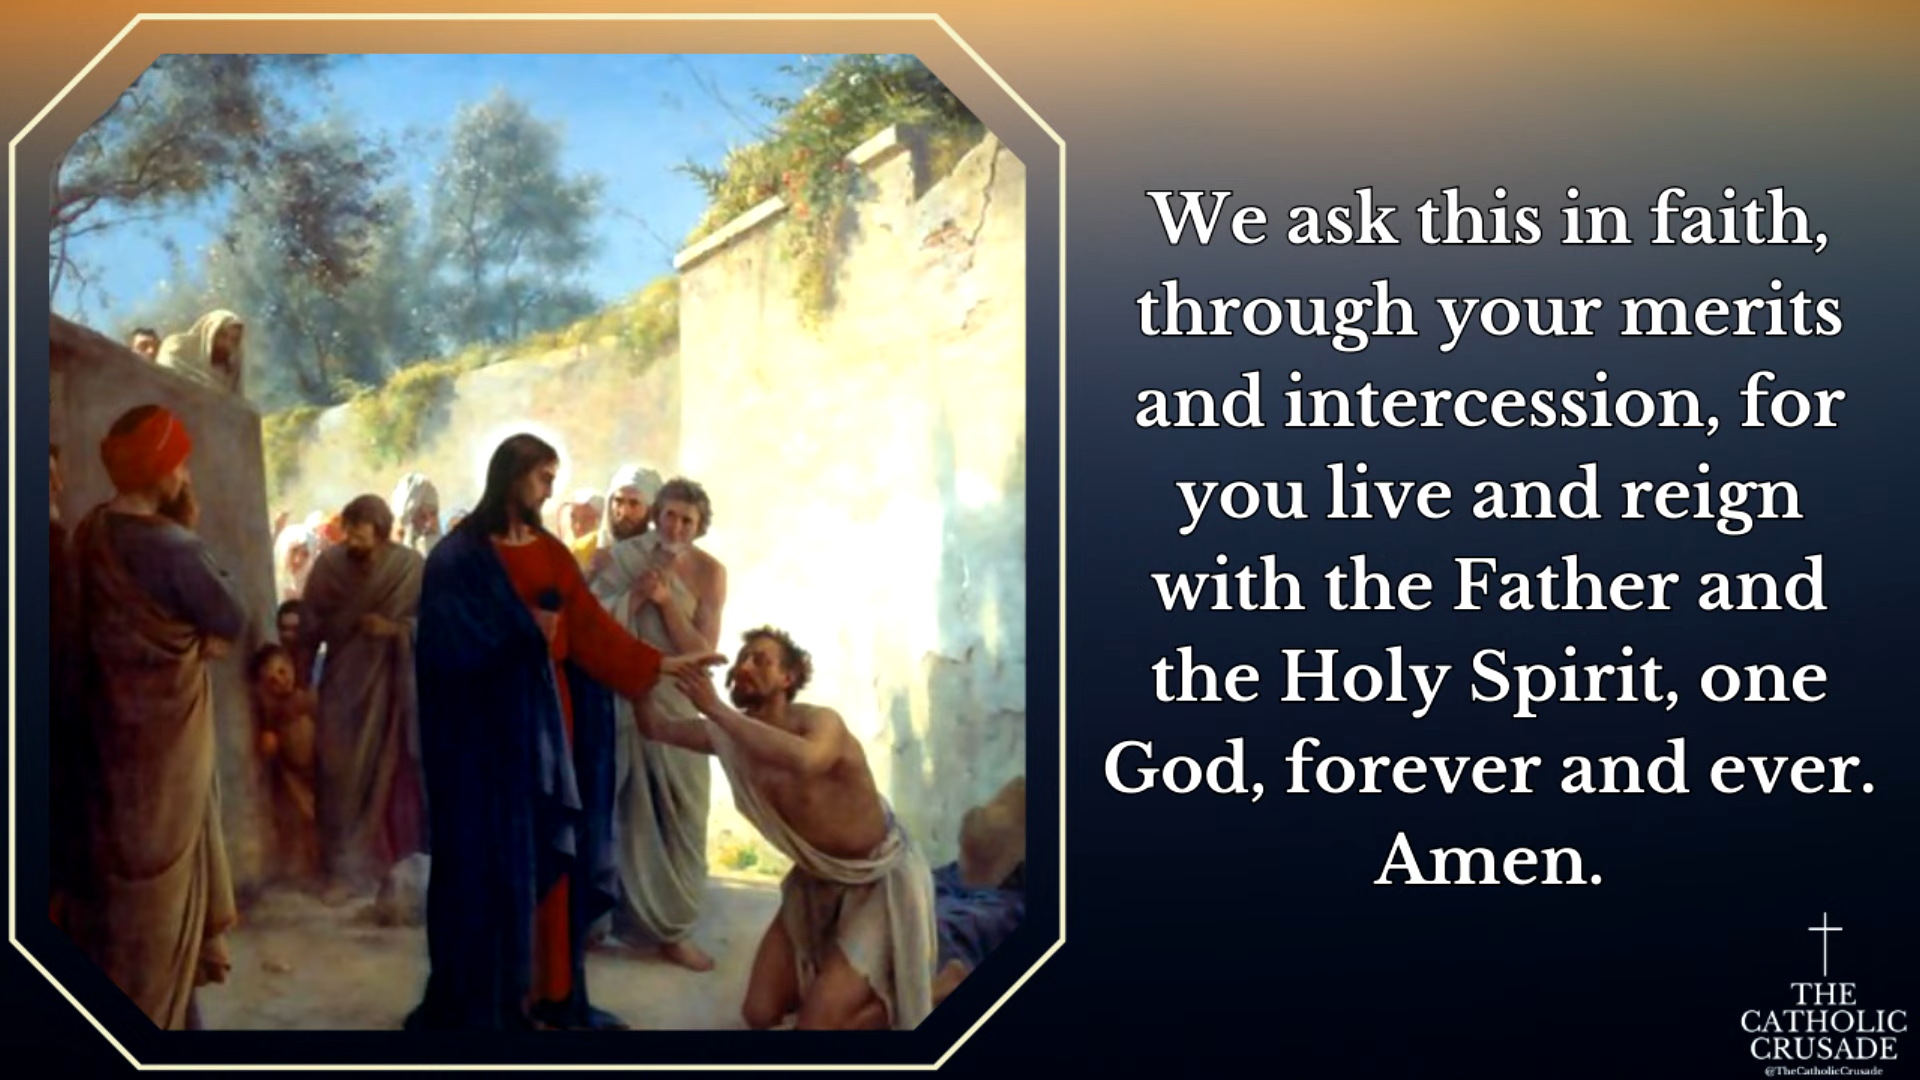 We ask this in faith,
through your merits
and intercession, for
you live and reign
with the Father and
the Holy Spirit, one
God, forever and ever.
Amen.
THE
CATHOLIC
CRUSADE
@TheCatholicCrusade